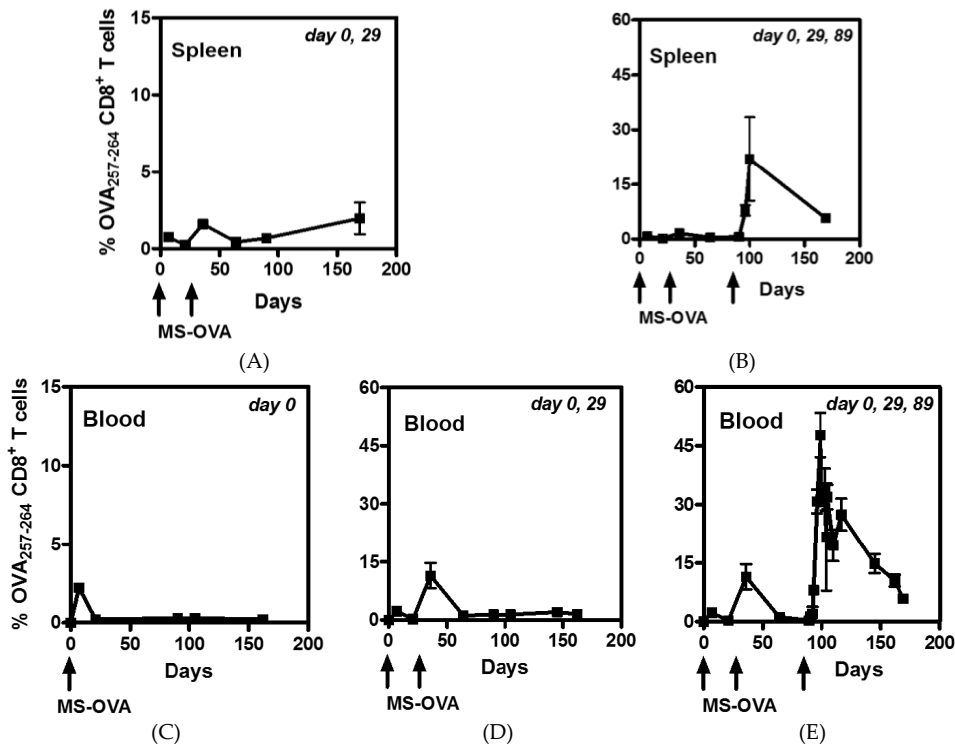 % OVA257-264 CD8+ T cells
15
10
5
0
day 0, 29
Spleen
0 50 100 150 200
Days
MS-OVA
(A)
60
45
30
15
0
day 0, 29, 89
Spleen
0 50 100 150 200
Days
MS-OVA
(B)
% OVA257-264 CD8+ T cells
15
10
5
0
day 0
Blood
0 50 100 150 200
Days
MS-OVA
(C)
60
45
30
15
0
day 0, 29
Blood
0 50 100 150 200
Days
MS-OVA
(D)
60
45
30
15
0
day 0, 29, 89
Blood
0 50 100 150 200
Days
MS-OVA
(E)